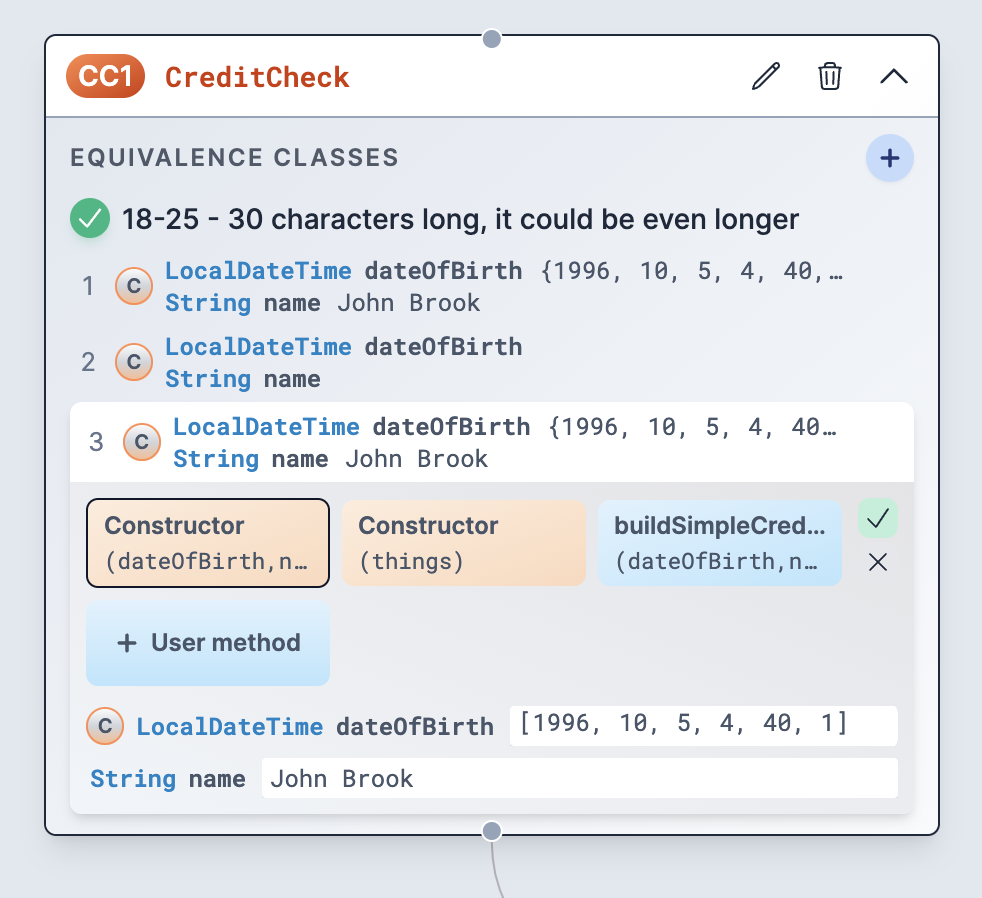 CC1 CreditCheck
EQUIVALENCE CLASSES
18-25 - 30 characters long, it could be even longer
1 C LocalDateTime dateOfBirth {1996, 10, 5, 4, 40,…
String name John Brook
2 C LocalDateTime dateOfBirth
String name
3 C LocalDateTime dateOfBirth {1996, 10, 5, 4, 40…
String name John Brook
Constructor
(dateOfBirth,n…
Constructor
(things)
buildSimpleCred…
(dateOfBirth,n…
+ User method
C LocalDateTime dateOfBirth [1996, 10, 5, 4, 40, 1]
String name John Brook